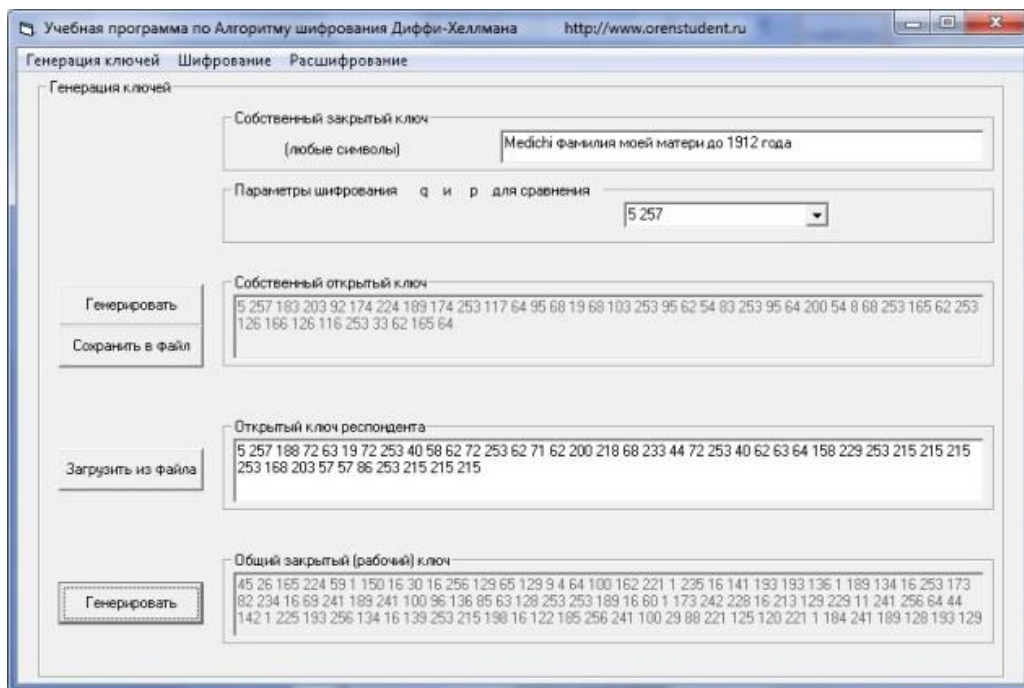 Учебная программа по Алгоритму шифрования Диффи-Хеллмана http://www.orenstudent.ru
Генерация ключей Шифрование Расшифрование
Генерация ключей
Собственный закрытый ключ
(любые символы)
Medichi фамилия моей матери до 1912 года
Параметры шифрования q и p для сравнения
5 257
Собственный открытый ключ
Генерировать
5 257 183 203 92 174 224 189 174 253 117 64 95 68 19 68 103 253 95 62 54 83 253 95 64 200 54 8 68 253 165 62 253
126 166 126 116 253 33 62 165 64
Сохранить в файл
Открытый ключ респондента
5 257 188 72 63 19 72 253 40 58 62 72 253 62 71 62 200 218 68 233 44 72 253 40 62 63 64 158 229 253 215 215 215
Загрузить из файла
253 168 203 57 57 86 253 215 215 215
Общий закрытый (рабочий) ключ
45 26 165 224 59 1 150 16 30 16 256 129 65 129 9 4 64 100 162 221 1 235 16 141 193 193 136 1 189 134 16 253 173
Генерировать
82 234 16 69 241 189 241 100 96 136 85 63 128 253 253 189 16 60 1 173 242 228 16 213 129 229 11 241 256 64 44
142 1 225 193 256 134 16 139 253 215 198 16 122 185 256 241 100 29 88 221 125 120 221 1 184 241 189 128 193 129